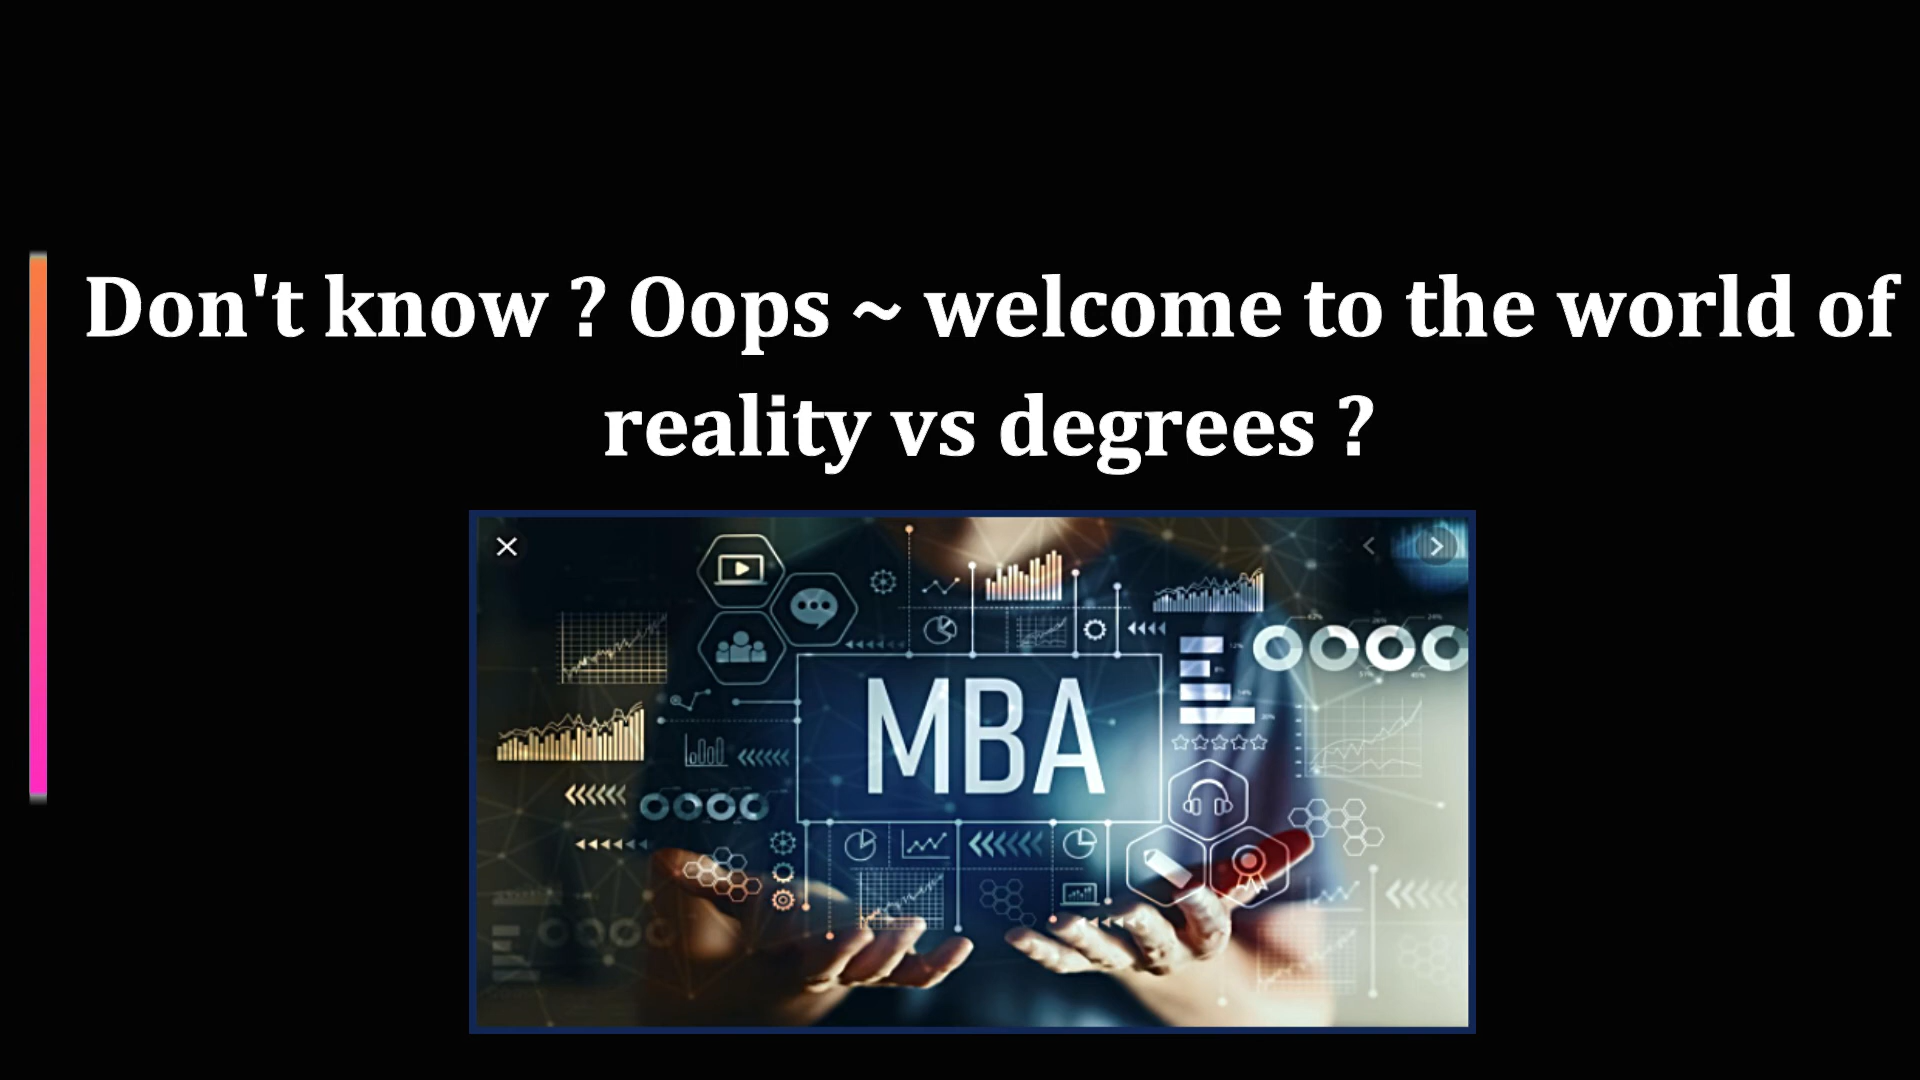 Don't know ? Oops ~ welcome to the world of
reality vs degrees ?
MBA